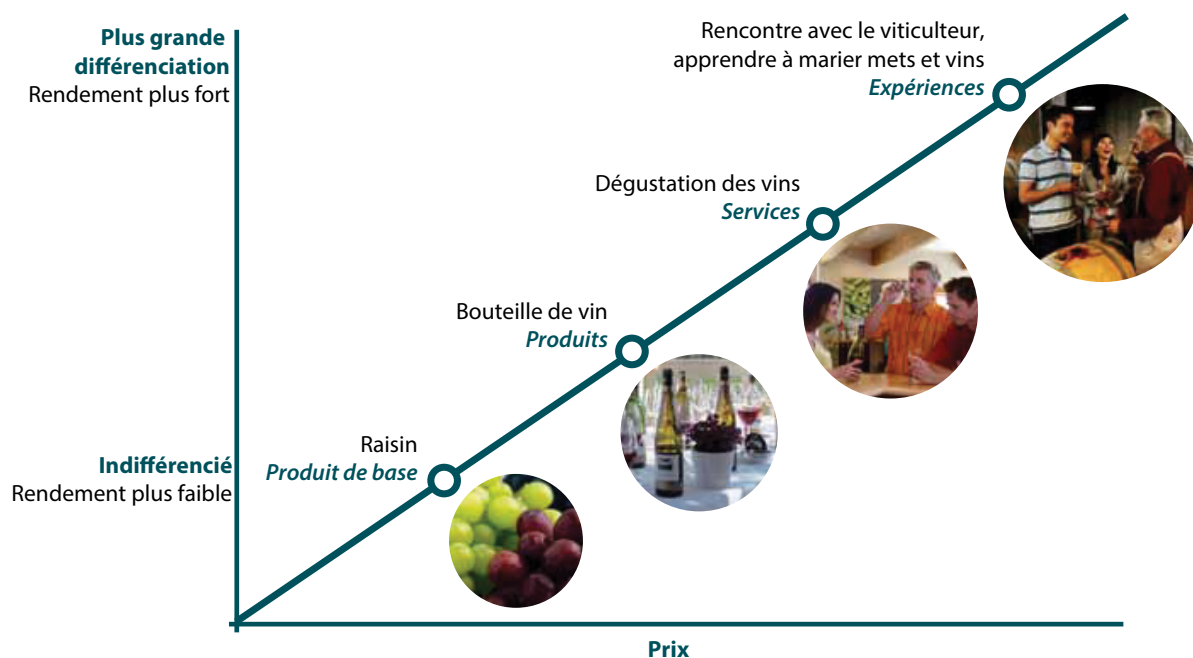 Plus grande
différenciation
Rendement plus fort
Rencontre avec le viticulteur,
apprendre à marier mets et vins
Expériences
Dégustation des vins
Services
Bouteille de vin
Produits
Raisin
Produit de base
Indifférencié
Rendement plus faible
Prix